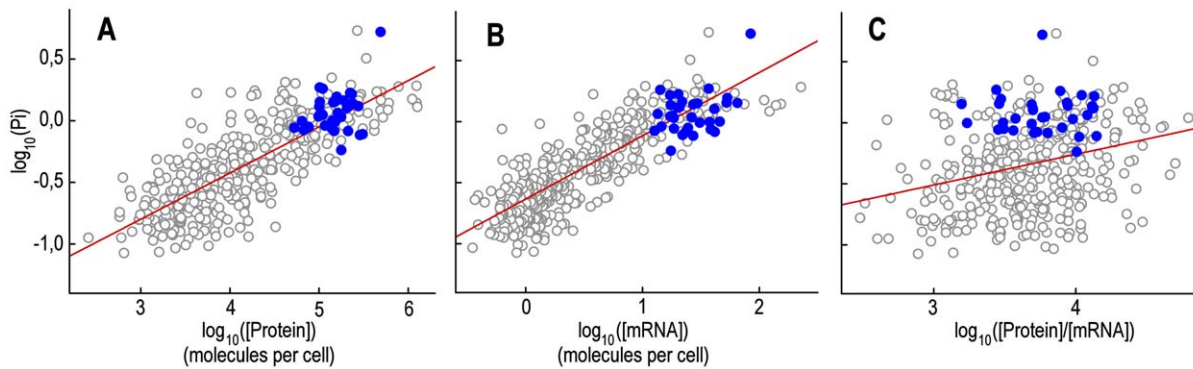 A
B
C
log10(Pi)
0,5
0,0
-0,5
-1,0
3 4 5 6
0 1 2
3 4
log10([Protein])
(molecules per cell)
log10([mRNA])
(molecules per cell)
log10([Protein]/[mRNA])